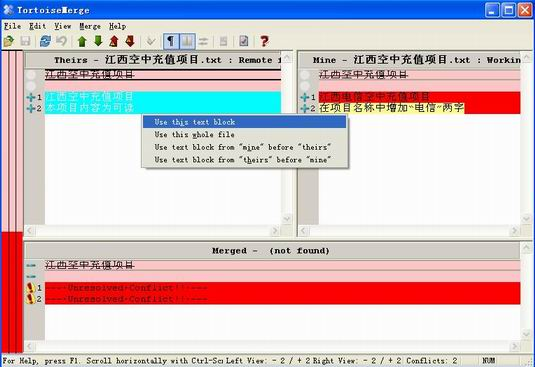 TortoiseMerge
File Edit View Merge Help
Theirs - 江西空中充值项目.txt : Remote
Mine - 江西空中充值项目.txt : Workin
江西空中充值项目
江西空中充值项目
1 江西空中充值项目
1 江西电信空中充值项目
2 本项目内容为可读
2 在项目名称中增加“电信”两字
Use this text block
Use this whole file
Use text block from "mine" before "theirs"
Use text block from "theirs" before "mine"
Merged - (not found)
江西空中充值项目
1 ----Unresolved·Conflict!!!---
2 ----Unresolved·Conflict!!!---
For Help, press F1. Scroll horizontally with Ctrl-Scr Left View: - 2 / + 2 Right View: - 2 / + 2 Conflicts: 2 NUM